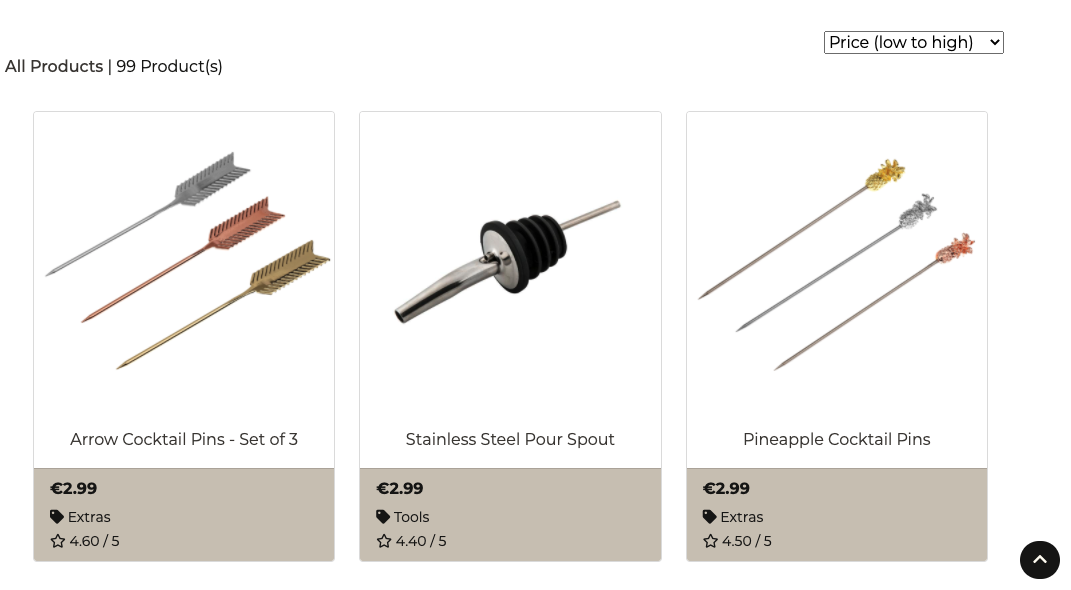 Price (low to high)
All Products | 99 Product(s)
Arrow Cocktail Pins - Set of 3
Stainless Steel Pour Spout
Pineapple Cocktail Pins
€2.99
Extras
4.60 / 5
€2.99
Tools
4.40 / 5
€2.99
Extras
4.50 / 5